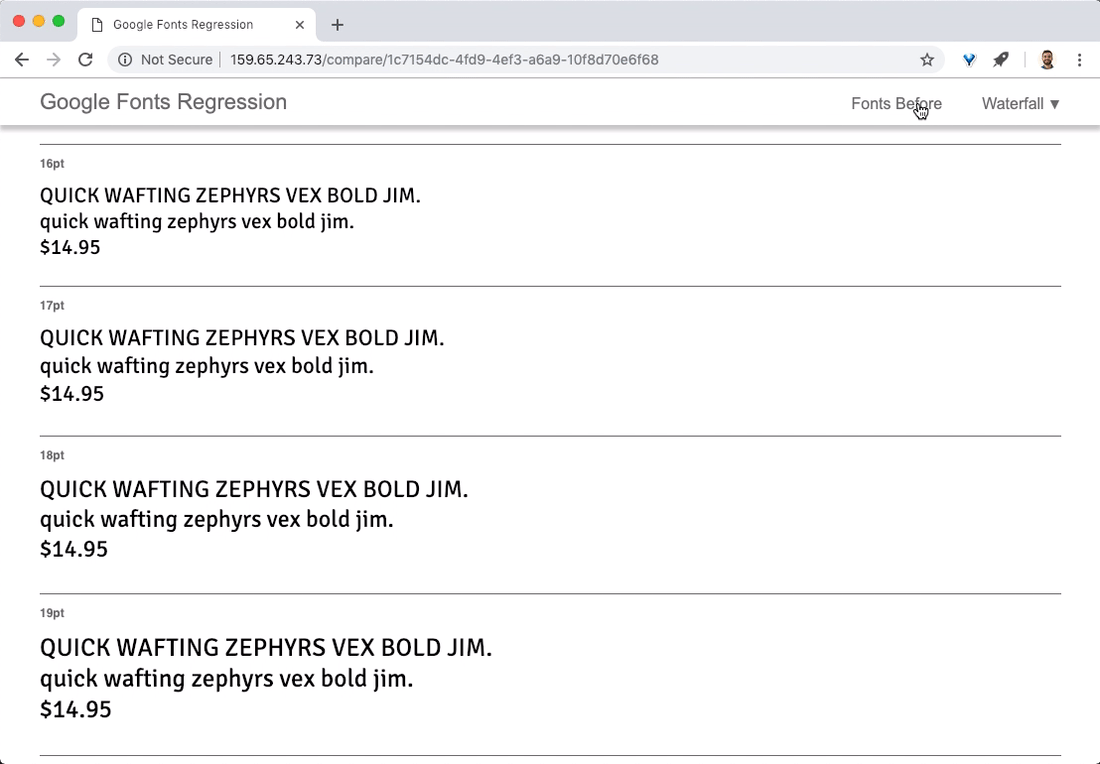 Google Fonts Regression
Not Secure 159.65.243.73/compare/1c7154dc-4fd9-4ef3-a6a9-10f8d70e6f68
Google Fonts Regression Fonts Before Waterfall ▼
16pt
QUICK WAFTING ZEPHYRS VEX BOLD JIM.
quick wafting zephyrs vex bold jim.
$14.95
17pt
QUICK WAFTING ZEPHYRS VEX BOLD JIM.
quick wafting zephyrs vex bold jim.
$14.95
18pt
QUICK WAFTING ZEPHYRS VEX BOLD JIM.
quick wafting zephyrs vex bold jim.
$14.95
19pt
QUICK WAFTING ZEPHYRS VEX BOLD JIM.
quick wafting zephyrs vex bold jim.
$14.95